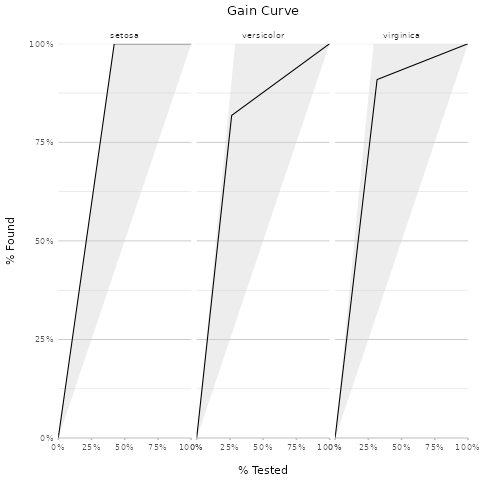 Gain Curve
setosa versicolor virginica
100%
75%
50%
25%
0%
0% 25% 50% 75% 100% 0% 25% 50% 75% 100% 0% 25% 50% 75% 100%
% Found
% Tested